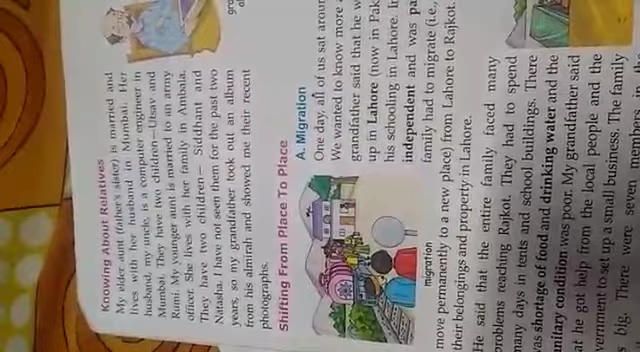 Knowing About Relatives
My elder aunt (father's sister) is married and
lives with her husband in Mumbai. Her
husband, my uncle, is a computer engineer in
Mumbai. They have two children—Utsav and
Rumi. My younger aunt is married to an army
officer. She lives with her family in Ambala.
They have two children— Siddhant and
Natasha. I have not seen them for the past two
years, so my grandfather took out an album
from his almirah and showed me their recent
photographs.
Shifting From Place To Place
A. Migration
One day, all of us sat
We wanted to know more
grandfather said that he
up in Lahore (now in
his schooling in Lahore.
independent and was
family had to migrate (i.e.,
migration
move permanently to a new place) from Lahore to Rajkot.
their belongings and property in Lahore.
He said that the entire family faced many
problems reaching Rajkot. They had to spend
many days in tents and school buildings. There
was shortage of food and drinking water and the
condition was poor. My grandfather said
he got help from the local people and the
to set up a small business. The family
big. There were seven members in the